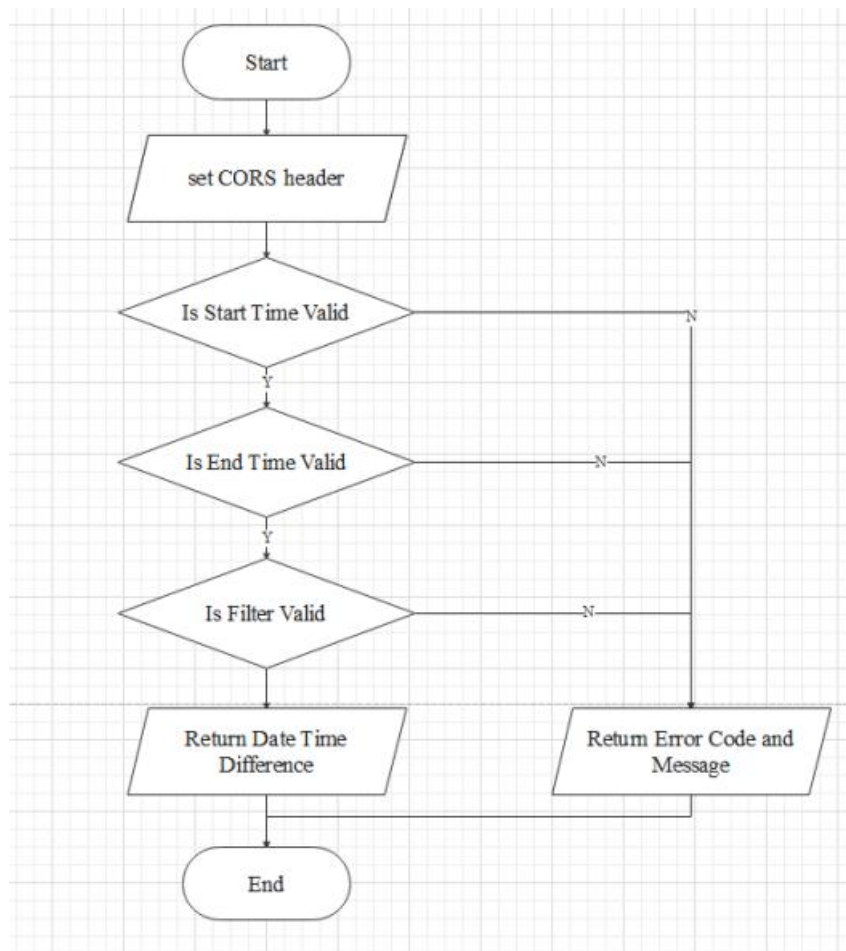 Start
set CORS header
Is Start Time Valid
N
Y
Is End Time Valid
N
Y
Is Filter Valid
N
Return Date Time
Difference
Return Error Code and
Message
End